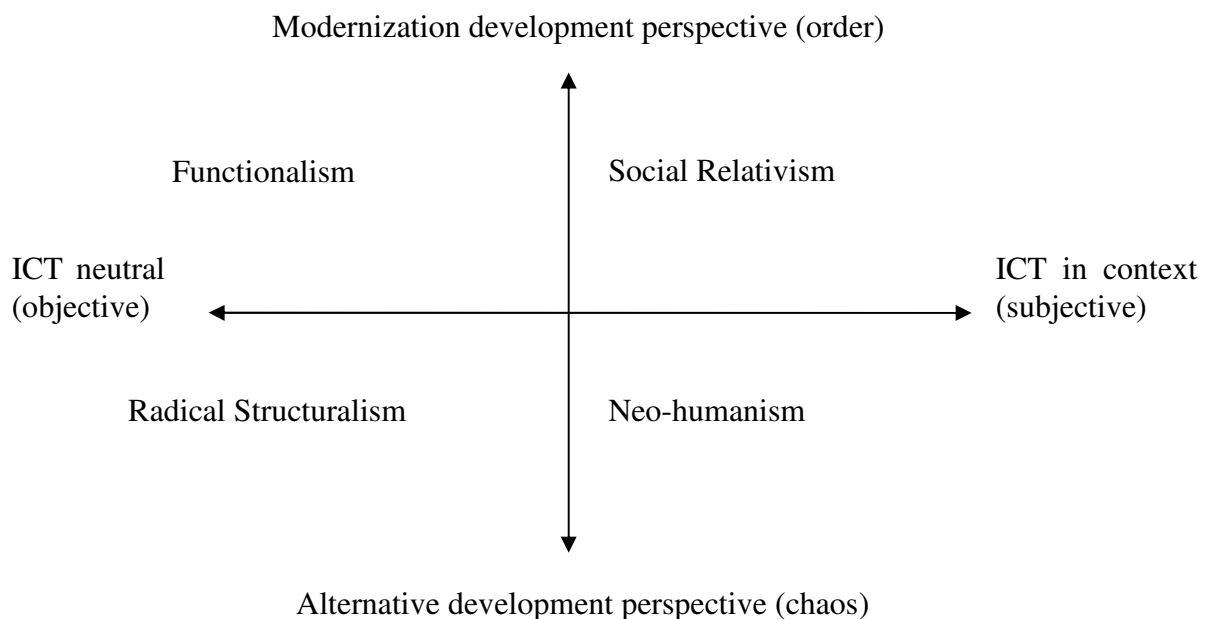 Modernization development perspective (order)
Functionalism
Social Relativism
ICT neutral
(objective)
ICT in context
(subjective)
Radical Structuralism
Neo-humanism
Alternative development perspective (chaos)